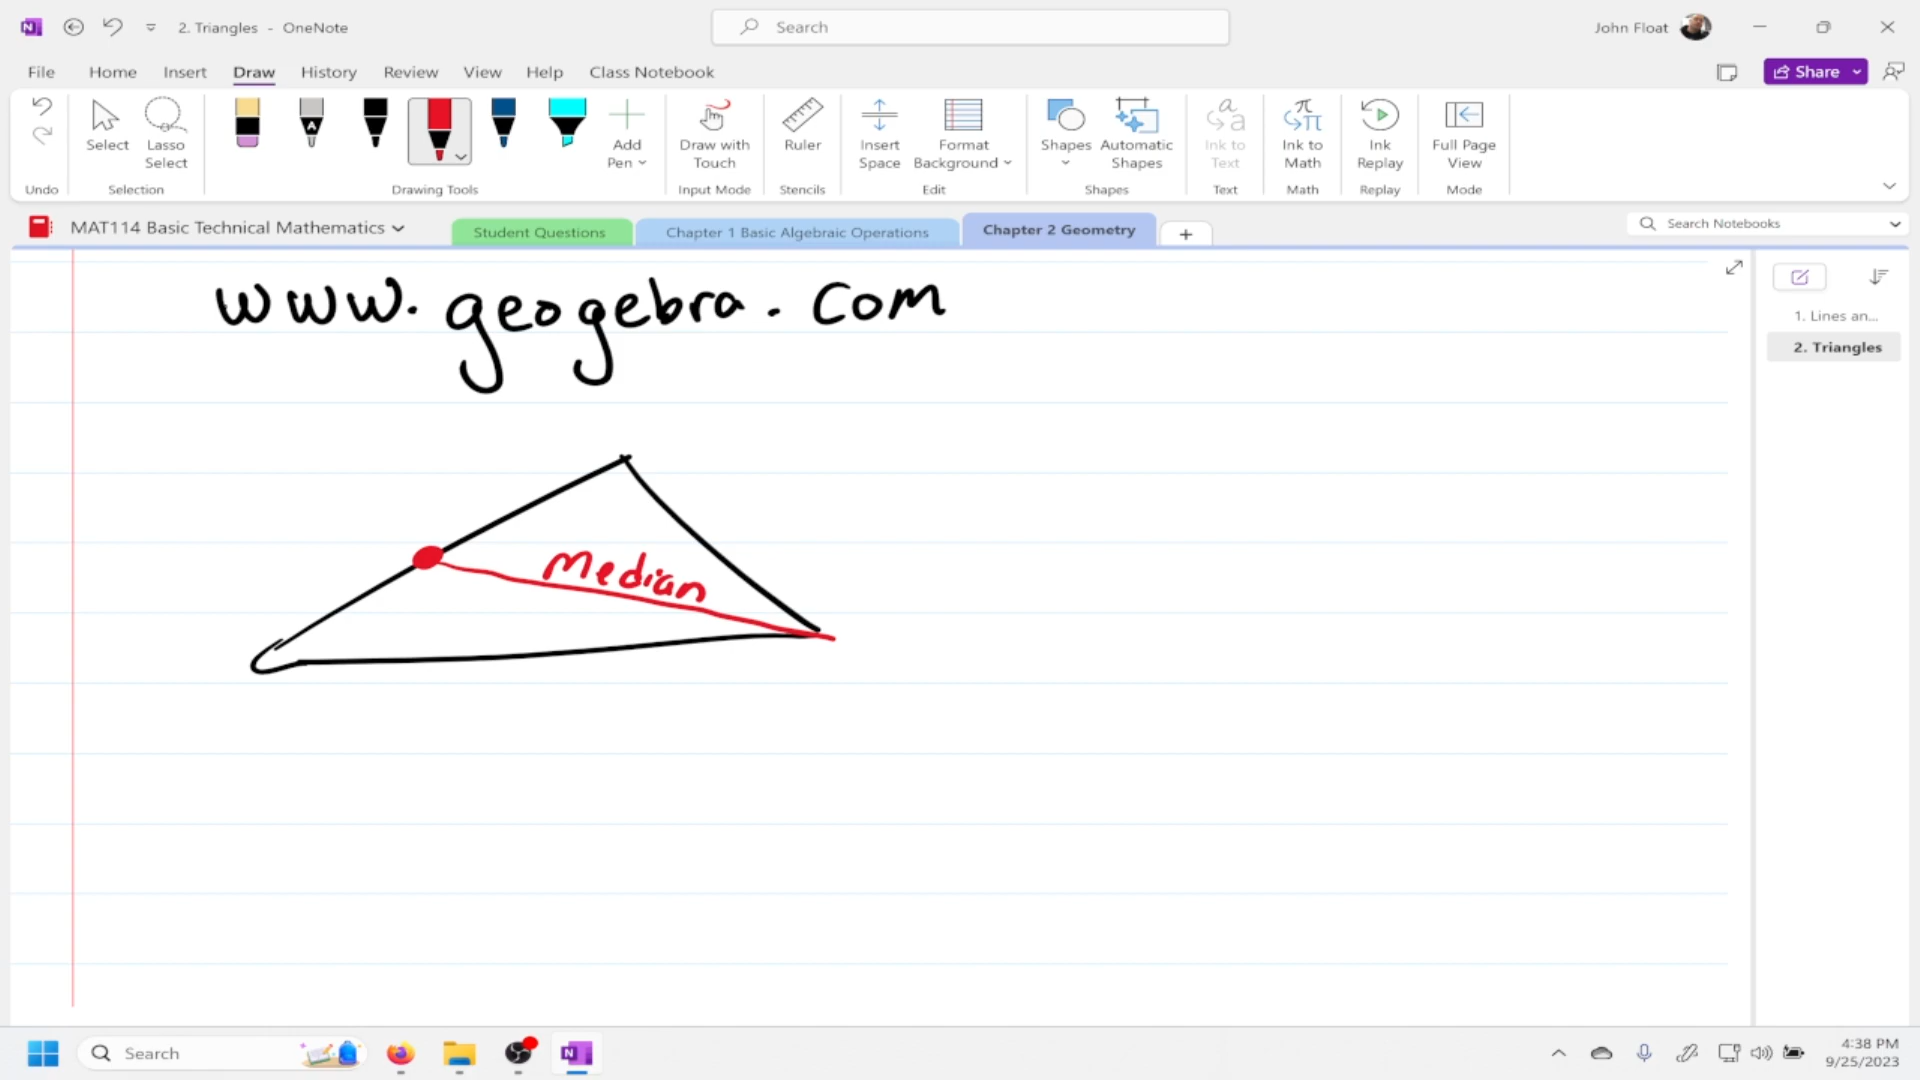 2. Triangles - OneNote
Search
John Float
File Home Insert Draw History Review View Help Class Notebook
Share
Select
Lasso Select
Add Pen
Draw with Touch
Ruler
Insert Space
Format Background
Shapes
Automatic Shapes
Ink to Text
Ink to Math
Ink Replay
Full Page View
Undo Selection Drawing Tools Input Mode Stencils Edit Shapes Text Math Replay Mode
MAT114 Basic Technical Mathematics
Student Questions
Chapter 1 Basic Algebraic Operations
Chapter 2 Geometry
Search Notebooks
www.geogebra.com
1. Lines an...
2. Triangles
Median
Search
4:38 PM
9/25/2023